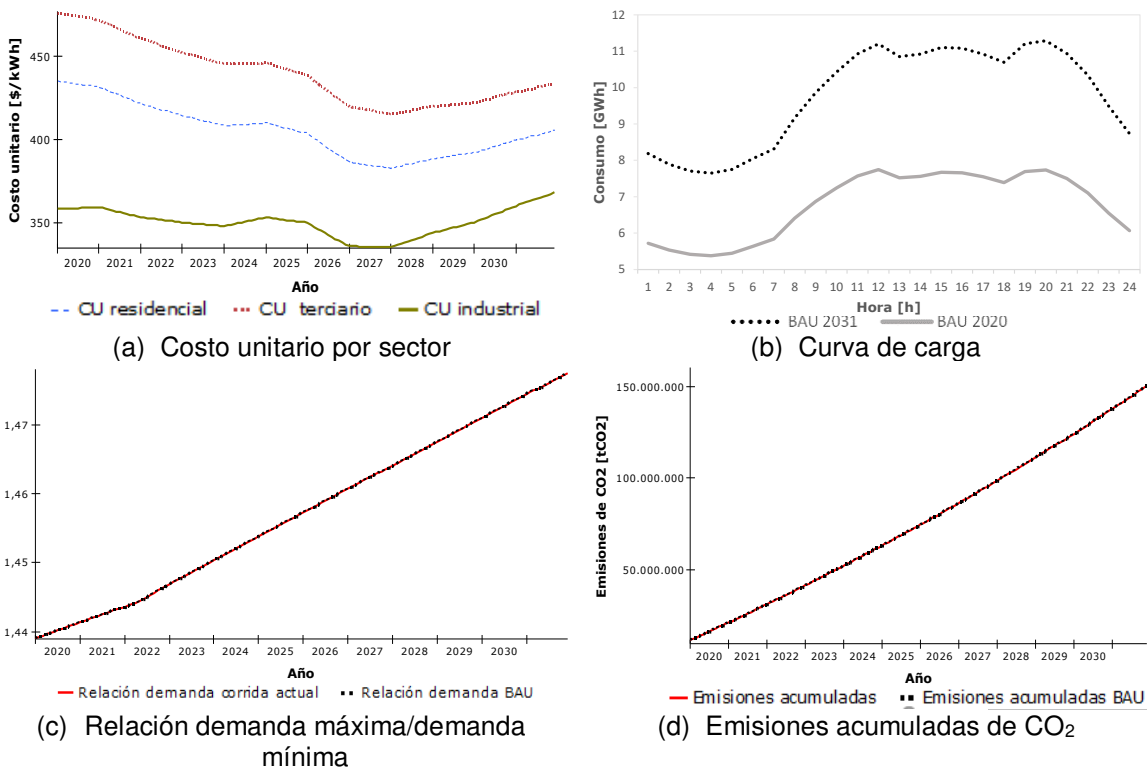 Costo unitario [$/kWh]
450
400
350
2020 2021 2022 2023 2024 2025 2026 2027 2028 2029 2030
Año
CU residencial CU terciario CU industrial
(a) Costo unitario por sector
Consumo [GWh]
12
11
10
9
8
7
6
5
1 2 3 4 5 6 7 8 9 10 11 12 13 14 15 16 17 18 19 20 21 22 23 24
Hora [h]
BAU 2031 BAU 2020
(b) Curva de carga
1,47
1,46
1,45
1,44
2020 2021 2022 2023 2024 2025 2026 2027 2028 2029 2030
Año
Relación demanda corrida actual Relación demanda BAU
(c) Relación demanda máxima/demanda
mínima
Emisiones de CO2 [tCO2]
150.000.000
100.000.000
50.000.000
2020 2021 2022 2023 2024 2025 2026 2027 2028 2029 2030
Año
Emisiones acumuladas Emisiones acumuladas BAU
(d) Emisiones acumuladas de CO₂